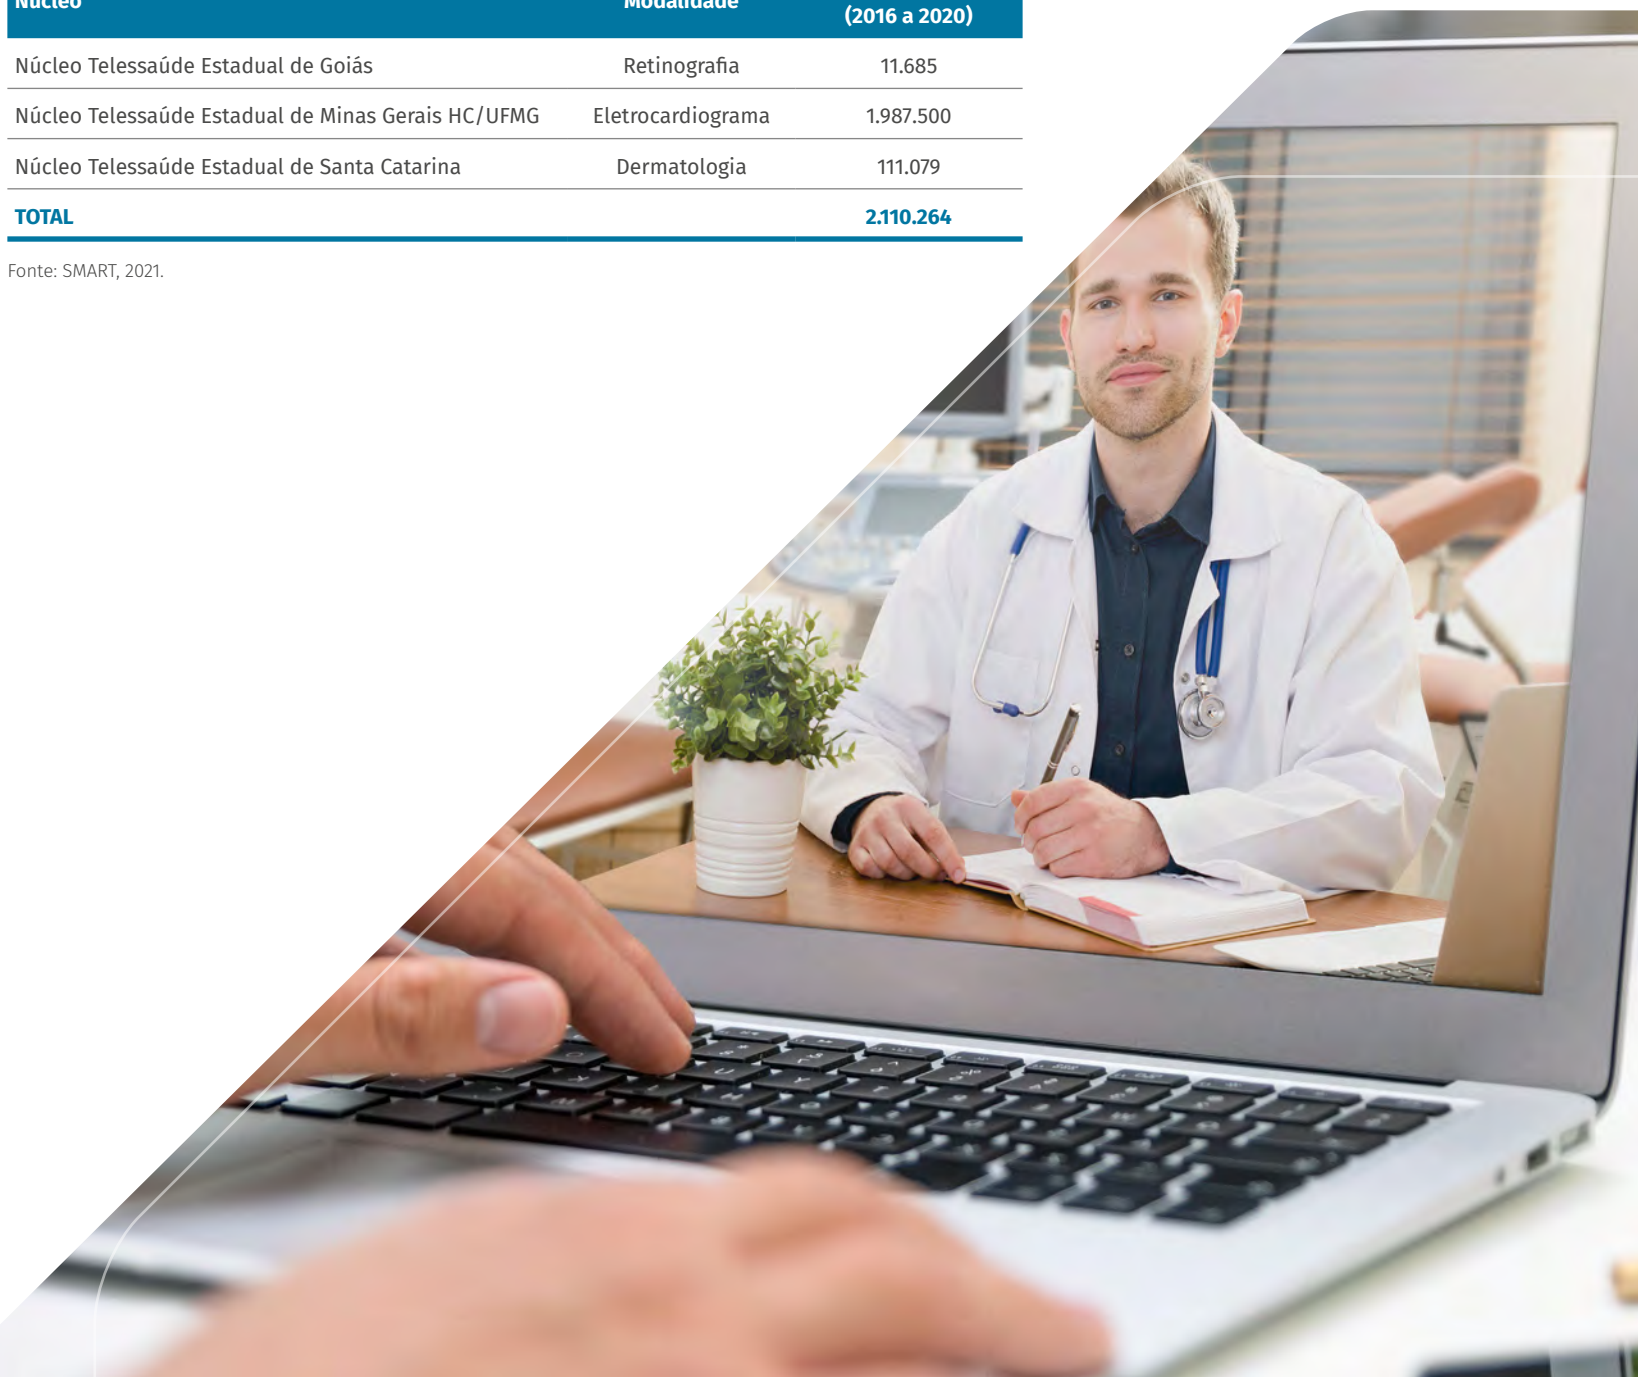 Núcleo Modalidade
(2016 a 2020)
Núcleo Telessaúde Estadual de Goiás Retinografia 11.685
Núcleo Telessaúde Estadual de Minas Gerais HC/UFMG Eletrocardiograma 1.987.500
Núcleo Telessaúde Estadual de Santa Catarina Dermatologia 111.079
TOTAL 2.110.264
Fonte: SMART, 2021.